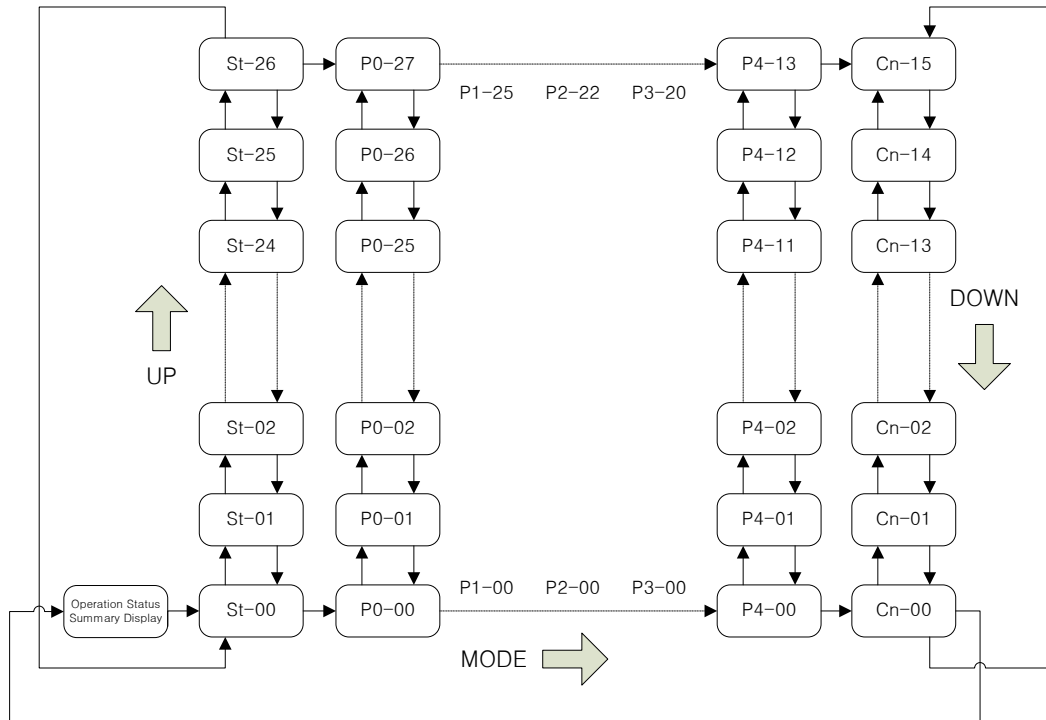 St-26 P0-27 P4-13 Cn-15
P1-25 P2-22 P3-20
St-25 P0-26 P4-12 Cn-14
St-24 P0-25 P4-11 Cn-13
DOWN
UP
St-02 P0-02 P4-02 Cn-02
St-01 P0-01 P4-01 Cn-01
P1-00 P2-00 P3-00
Operation Status
Summary Display
St-00 P0-00 P4-00 Cn-00
MODE